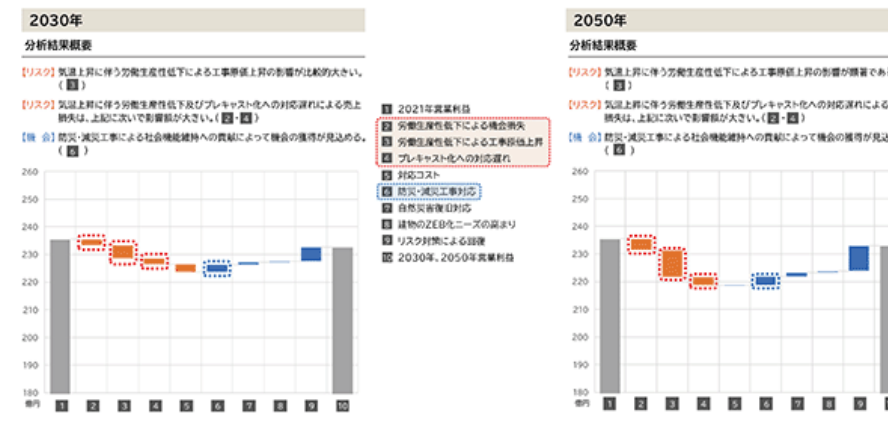 2030年
分析結果概要
【リスク】気温上昇に伴う労働生産性低下による工事原価上昇の影響が比較的大きい。
(3)
【リスク】気温上昇に伴う労働生産性低下及びプレキャスト化への対応遅れによる売上
損失は、上記に次いで影響額が大きい。(2・4)
【機 会】防災・減災工事による社会機能維持への貢献によって機会の獲得が見込める。
(6)
260
250
240
230
220
210
200
190
180
億円
1 2 3 4 5 6 7 8 9 10
1 2021年営業利益
2 労働生産性低下による機会損失
3 労働生産性低下による工事原価上昇
4 プレキャスト化への対応遅れ
5 対応コスト
6 防災・減災工事対応
7 自然災害復旧対応
8 建物のZEB化ニーズの高まり
9 リスク対策による回復
10 2030年、2050年営業利益
2050年
分析結果概要
【リスク】気温上昇に伴う労働生産性低下による工事原価上昇の影響が顕著であ
(3)
【リスク】気温上昇に伴う労働生産性低下及びプレキャスト化への対応遅れによる
損失は、上記に次いで影響額が大きい。(2・4)
【機 会】防災・減災工事による社会機能維持への貢献によって機会の獲得が見
(6)
260
250
240
230
220
210
200
190
180
億円
1 2 3 4 5 6 7 8 9